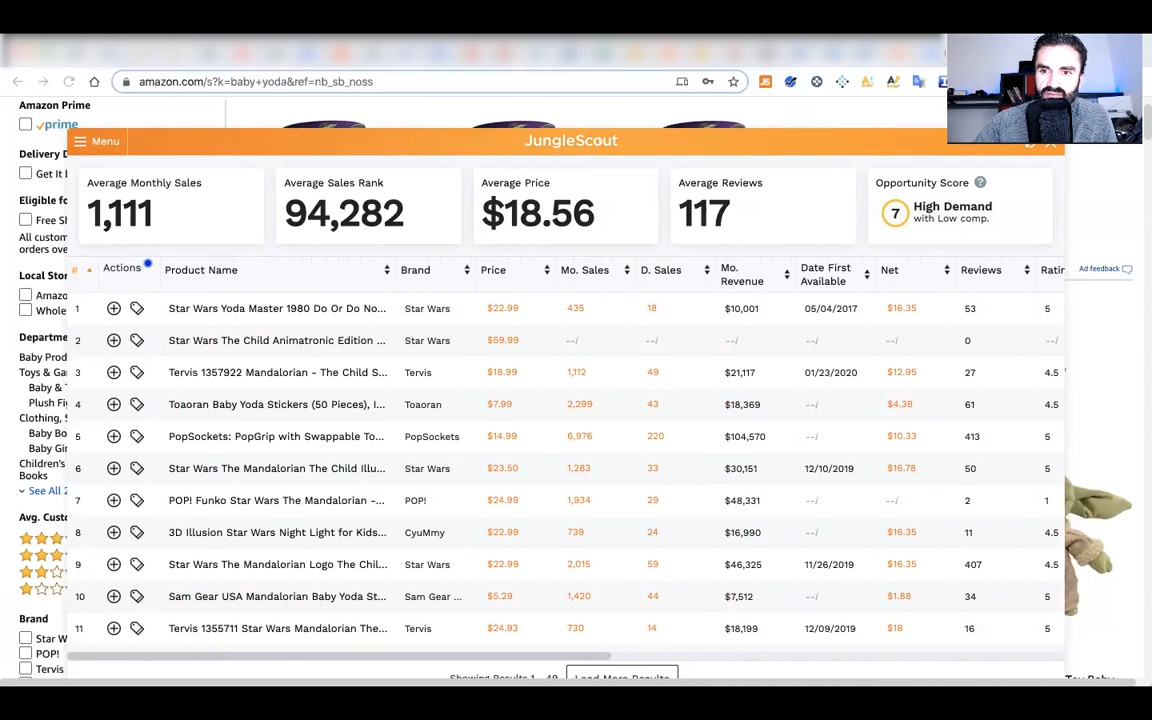 amazon.com/s?k=baby+yoda&ref=nb_sb_noss
Amazon Prime
prime
Delivery D
Get It b
Eligible fo
Free Sh
All custom
orders ove
Local Stor
Amazo
Whole
Departme
Baby Prod
Toys & Ga
Baby & T
Plush Fig
Clothing, S
Baby Bo
Baby Gir
Children's
Books
See All 2
Avg. Custo
Brand
Star W
POP!
Tervis
Menu
JungleScout
Average Monthly Sales
1,111
Average Sales Rank
94,282
Average Price
$18.56
Average Reviews
117
Opportunity Score ?
7 High Demand
with Low comp.
# Actions Product Name Brand Price Mo. Sales D. Sales Mo. Revenue Date First Available Net Reviews Ratin
1 Star Wars Yoda Master 1980 Do Or Do No... Star Wars $22.99 435 18 $10,001 05/04/2017 $16.35 53 5
2 Star Wars The Child Animatronic Edition ... Star Wars $59.99 --i --i --i --i --i 0 --i
3 Tervis 1357922 Mandalorian - The Child S... Tervis $18.99 1,112 49 $21,117 01/23/2020 $12.95 27 4.5
4 Toaoran Baby Yoda Stickers (50 Pieces), I... Toaoran $7.99 2,299 43 $18,369 --i $4.38 61 4.5
5 PopSockets: PopGrip with Swappable To... PopSockets $14.99 6,976 220 $104,570 --i $10.33 413 5
6 Star Wars The Mandalorian The Child Illu... Star Wars $23.50 1,283 33 $30,151 12/10/2019 $16.78 50 5
7 POP! Funko Star Wars The Mandalorian -... POP! $24.99 1,934 29 $48,331 --i --i 2 1
8 3D Illusion Star Wars Night Light for Kids... CyuMmy $22.99 739 24 $16,990 --i $16.35 11 4.5
9 Star Wars The Mandalorian Logo The Chil... Star Wars $22.99 2,015 59 $46,325 11/26/2019 $16.35 407 4.5
10 Sam Gear USA Mandalorian Baby Yoda St... Sam Gear ... $5.29 1,420 44 $7,512 --i $1.88 34 5
11 Tervis 1355711 Star Wars Mandalorian The... Tervis $24.93 730 14 $18,199 12/09/2019 $18 16 5
Showing Results 1 - 49
Load More Results
Ad feedback